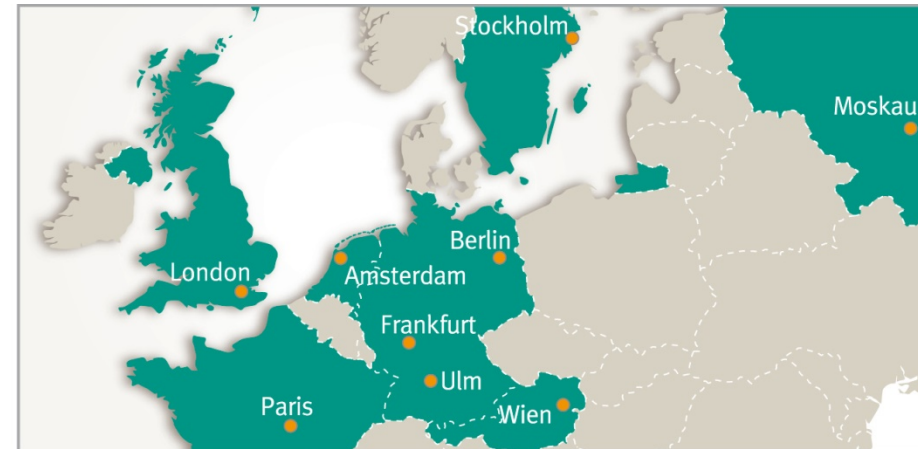 Stockholm
Moskau
Berlin
London
Amsterdam
Frankfurt
Ulm
Paris
Wien